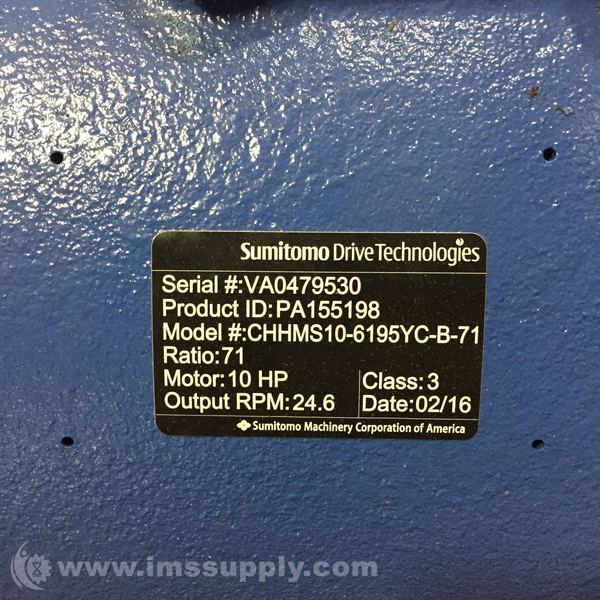 Sumitomo Drive Technologies
Serial #:VA0479530
Product ID:PA155198
Model #:CHHMS10-6195YC-B-71
Ratio:71
Motor:10 HP Class:3
Output RPM:24.6 Date:02/16
Sumitomo Machinery Corporation of America
www.imssupply.com